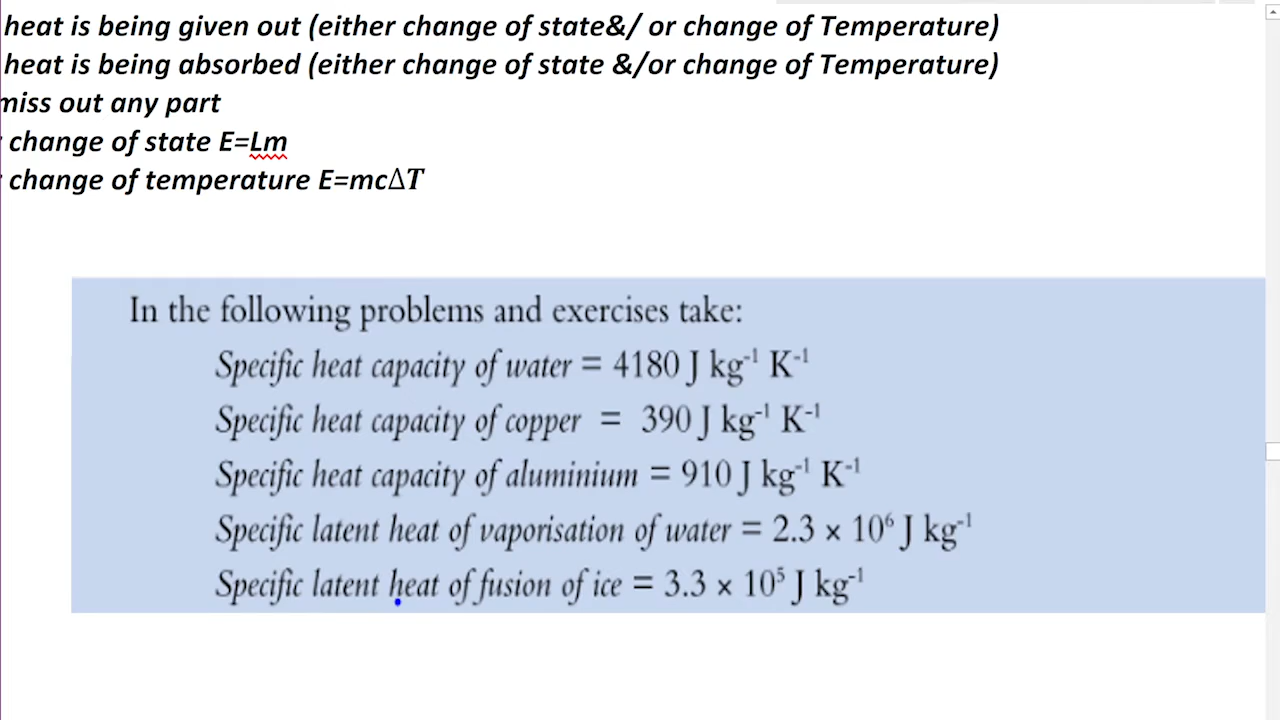 heat is being given out (either change of state&/ or change of Temperature)
heat is being absorbed (either change of state &/or change of Temperature)
miss out any part
change of state E=Lm
change of temperature E=mcΔT
In the following problems and exercises take:
Specific heat capacity of water = 4180 J kg⁻¹ K⁻¹
Specific heat capacity of copper = 390 J kg⁻¹ K⁻¹
Specific heat capacity of aluminium = 910 J kg⁻¹ K⁻¹
Specific latent heat of vaporisation of water = 2.3 × 10⁶ J kg⁻¹
Specific latent heat of fusion of ice = 3.3 × 10⁵ J kg⁻¹